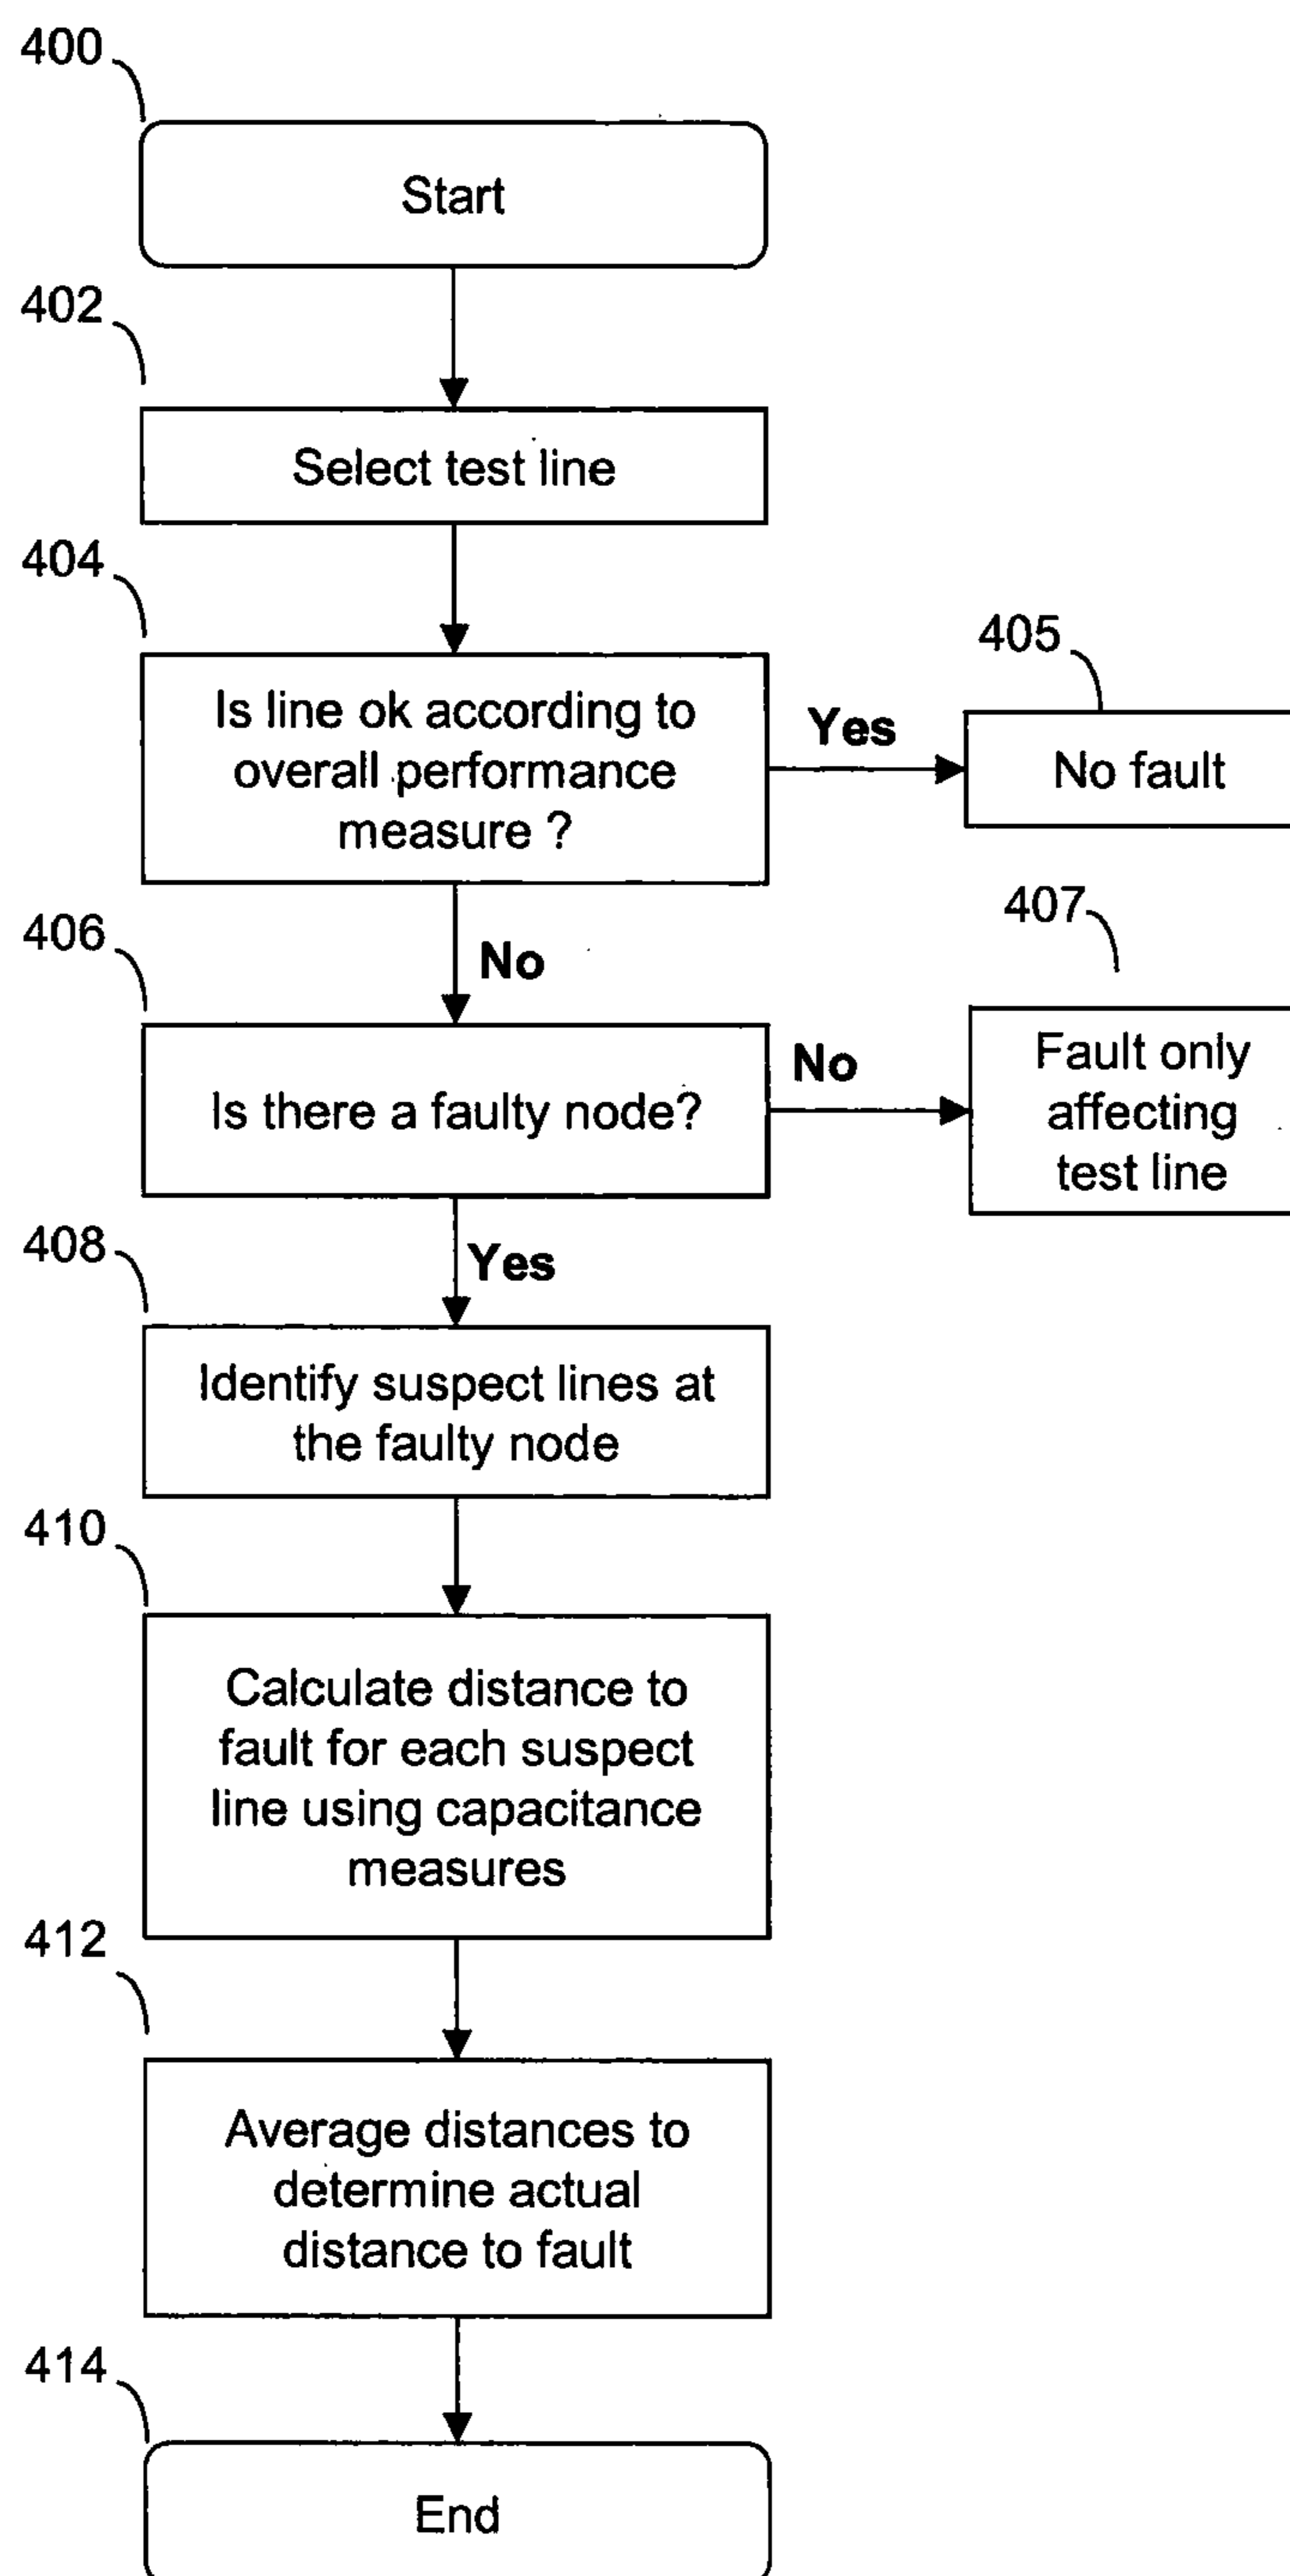 400
Start
402
Select test line
404
Is line ok according to
overall performance
measure ?
Yes
405
No fault
406
No
407
Is there a faulty node?
No
Fault only
affecting
test line
408
Yes
Identify suspect lines at
the faulty node
410
Calculate distance to
fault for each suspect
line using capacitance
measures
412
Average distances to
determine actual
distance to fault
414
End